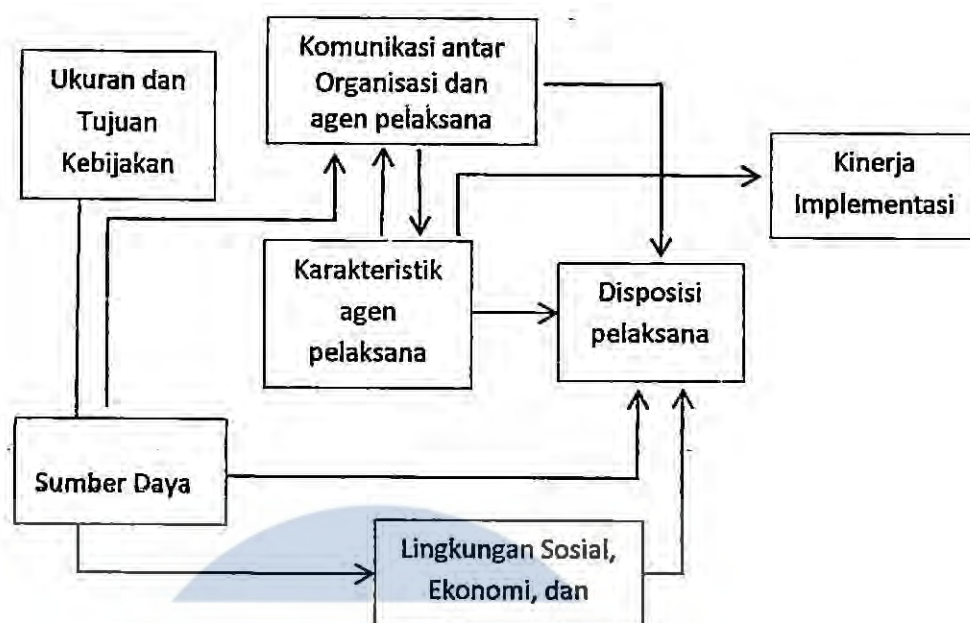 Komunikasi antar
Organisasi dan
agen pelaksana
Ukuran dan
Tujuan
Kebijakan
Kinerja
Implementasi
Karakteristik
agen
pelaksana
Disposisi
pelaksana
Sumber Daya
Lingkungan Sosial,
Ekonomi, dan